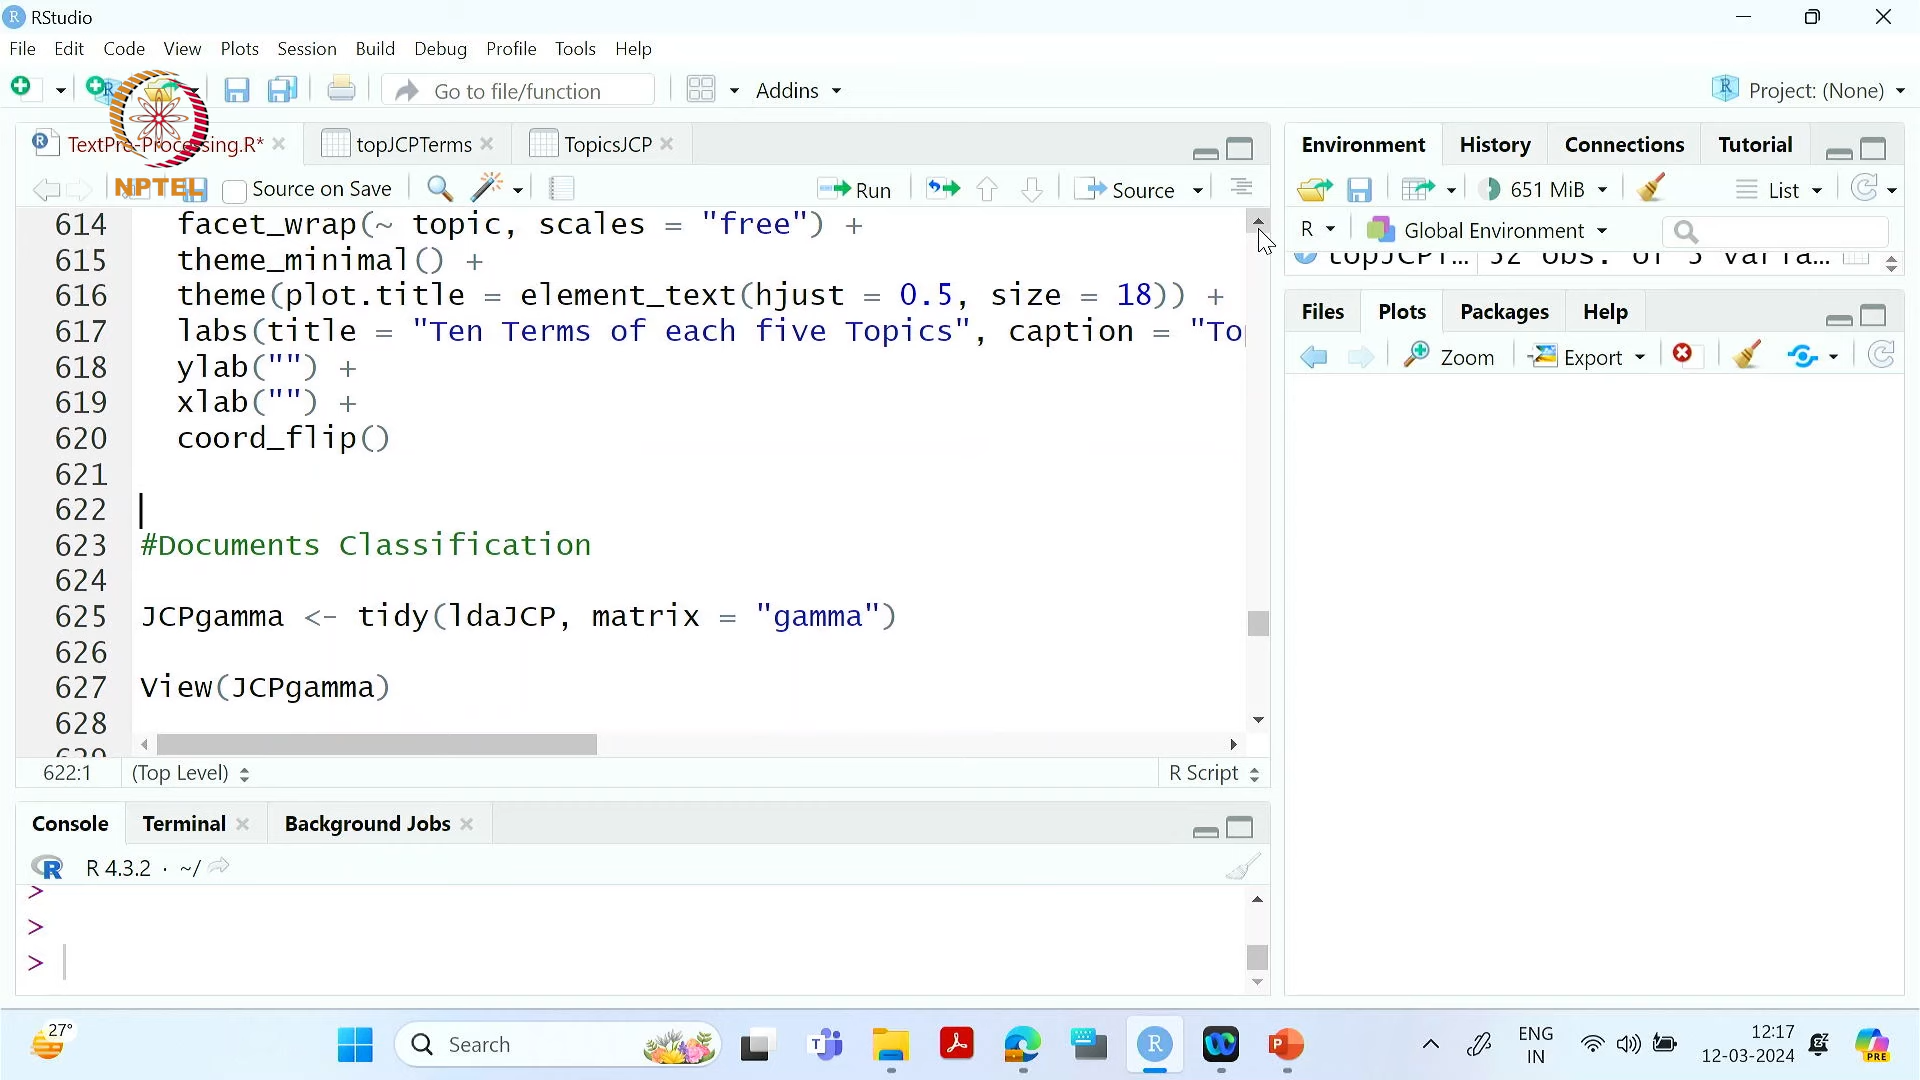 RStudio
File Edit Code View Plots Session Build Debug Profile Tools Help
Go to file/function Addins Project: (None)
TextPre-Processing.R* topJCPTerms TopicsJCP
NPTEL Source on Save Run Source
614 facet_wrap(~ topic, scales = "free") +
615 theme_minimal() +
616 theme(plot.title = element_text(hjust = 0.5, size = 18)) +
617 labs(title = "Ten Terms of each five Topics", caption = "To
618 ylab("") +
619 xlab("") +
620 coord_flip()
621
622
623 #Documents Classification
624
625 JCPgamma <- tidy(ldaJCP, matrix = "gamma")
626
627 View(JCPgamma)
628
629
622:1 (Top Level) R Script
Console Terminal Background Jobs
R 4.3.2 · ~/
>
>
>
Environment History Connections Tutorial
651 MiB List
R Global Environment
topJCPT... 52 obs. of 3 varia...
Files Plots Packages Help
Zoom Export
27° Search ENG IN 12:17 12-03-2024 PRE